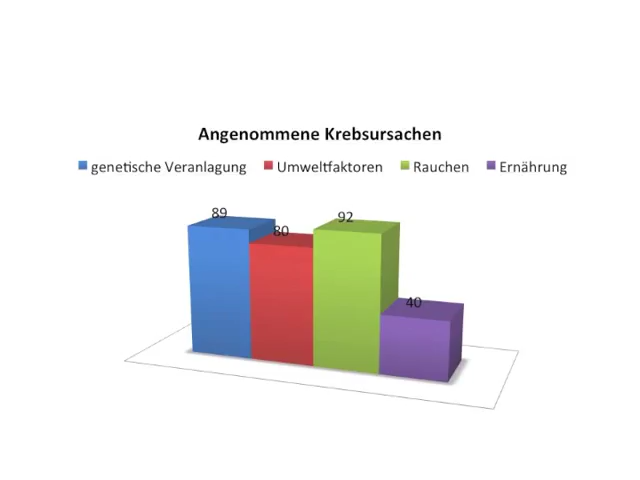 Angenommene Krebsursachen
genetische Veranlagung Umweltfaktoren Rauchen Ernährung
89
80
92
40